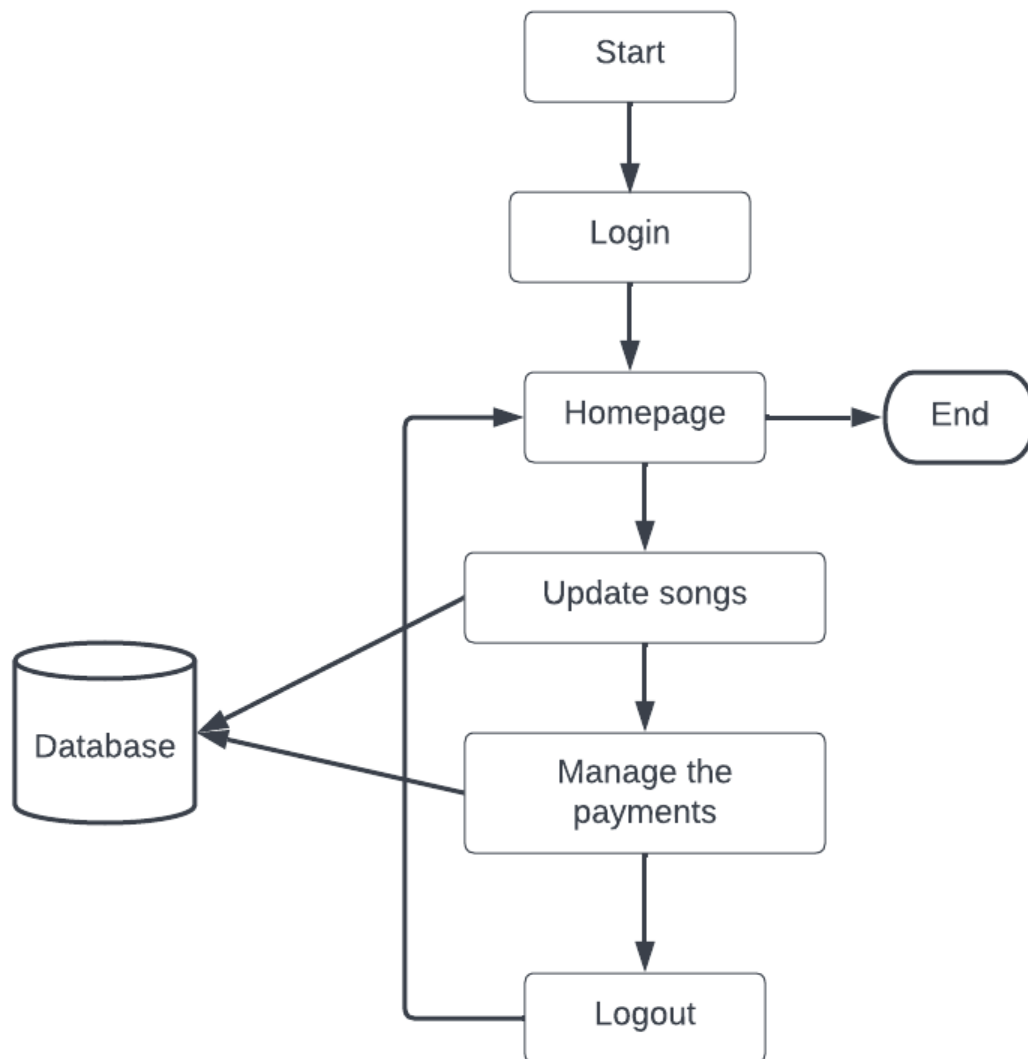 Start
Login
Homepage
End
Update songs
Database
Manage the
payments
Logout